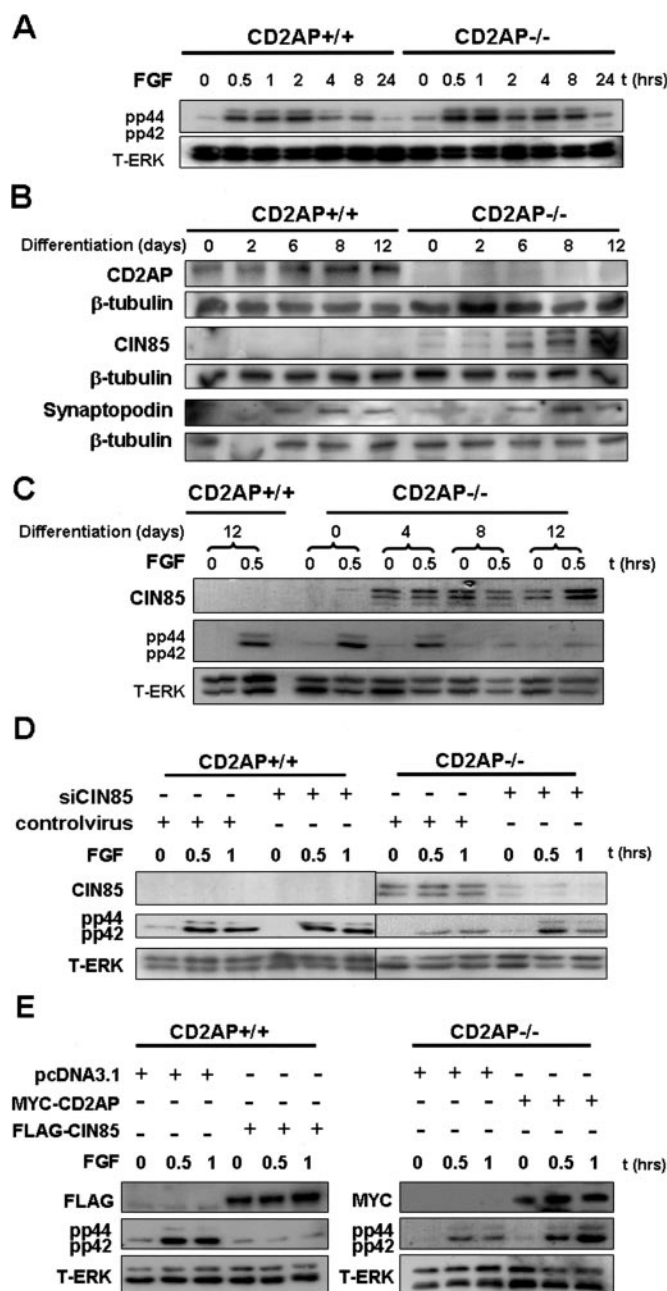 A
CD2AP+/+ CD2AP-/-
FGF 0 0.5 1 2 4 8 24 0 0.5 1 2 4 8 24 t (hrs)
pp44
pp42
T-ERK
B
CD2AP+/+ CD2AP-/-
Differentiation (days) 0 2 6 8 12 0 2 6 8 12
CD2AP
β-tubulin
CIN85
β-tubulin
Synaptopodin
β-tubulin
C
CD2AP+/+ CD2AP-/-
Differentiation (days) 12 0 4 8 12
FGF 0 0.5 0 0.5 0 0.5 0 0.5 0 0.5 t (hrs)
CIN85
pp44
pp42
T-ERK
D
CD2AP+/+ CD2AP-/-
siCIN85 - - - + + + - - - + + +
controlvirus + + + - - - + + + - - -
FGF 0 0.5 1 0 0.5 1 0 0.5 1 0 0.5 1 t (hrs)
CIN85
pp44
pp42
T-ERK
E
CD2AP+/+ CD2AP-/-
pcDNA3.1 + + + - - - + + + - - -
MYC-CD2AP - - - - - - - - - + + +
FLAG-CIN85 - - - + + + - - - - - -
FGF 0 0.5 1 0 0.5 1 0 0.5 1 0 0.5 1 t (hrs)
FLAG MYC
pp44 pp44
pp42 pp42
T-ERK T-ERK